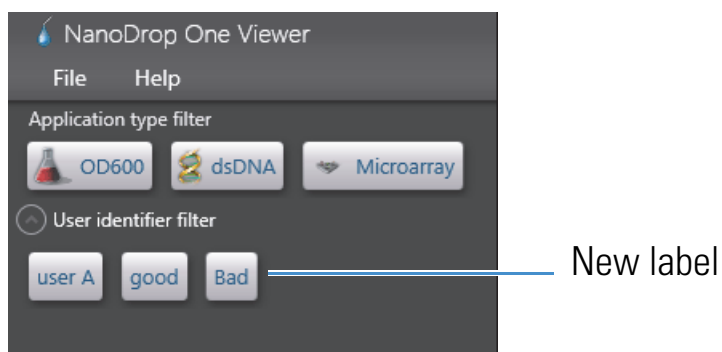 NanoDrop One Viewer
File Help
Application type filter
OD600 dsDNA Microarray
User identifier filter
user A good Bad
New label